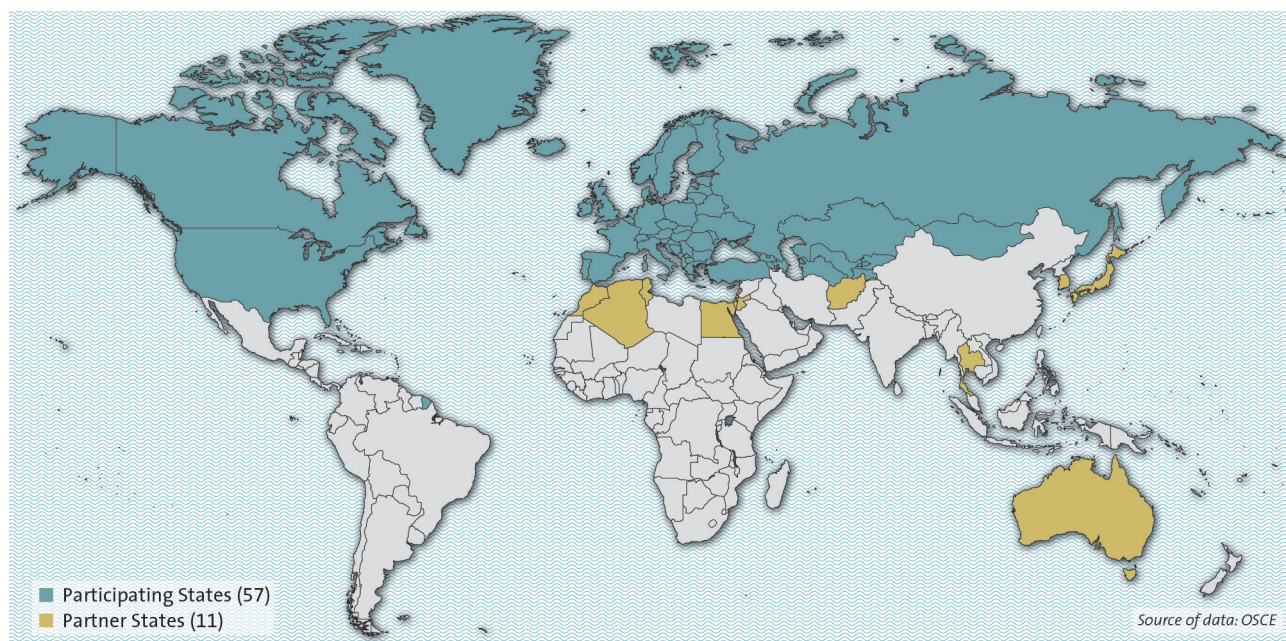 Participating States (57)
Partner States (11)
Source of data: OSCE